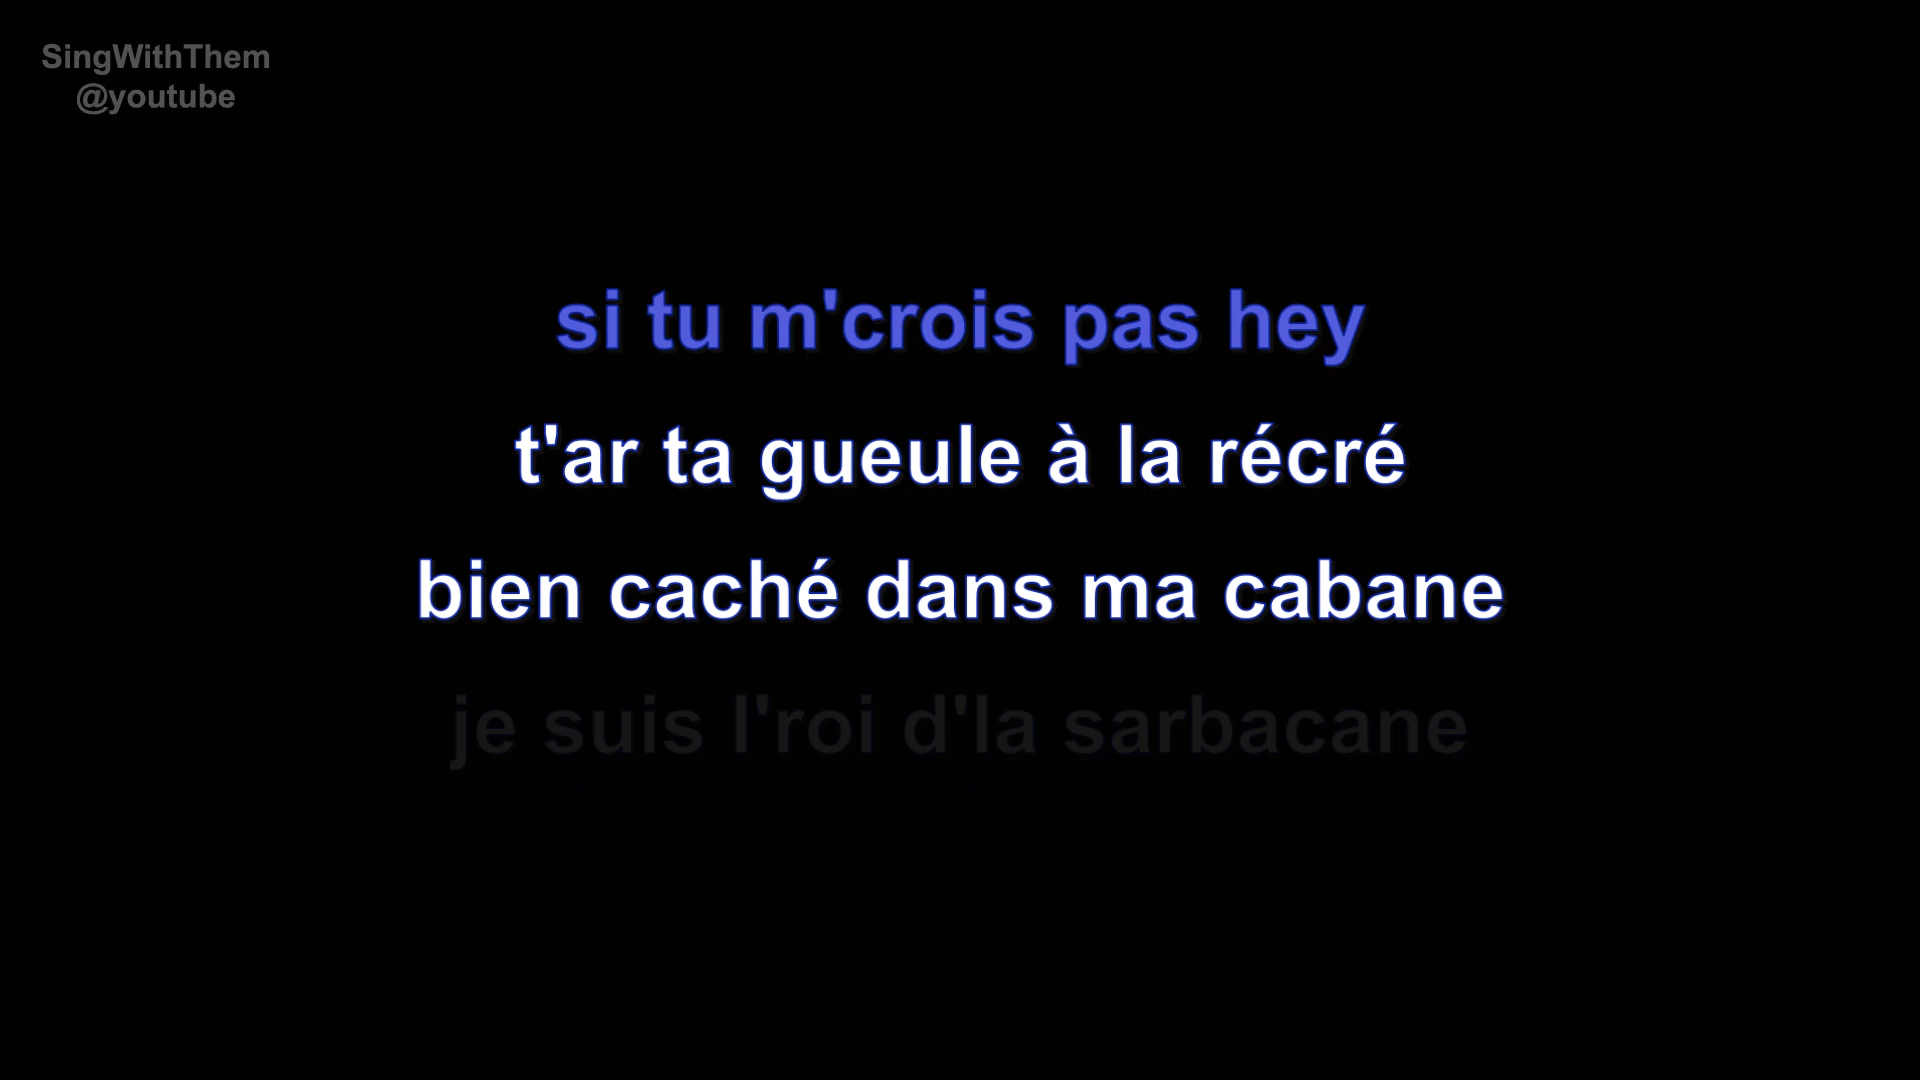 SingWithThem
@youtube
si tu m'crois pas hey
t'ar ta gueule à la récré
bien caché dans ma cabane
je suis l'roi d'la sarbacane